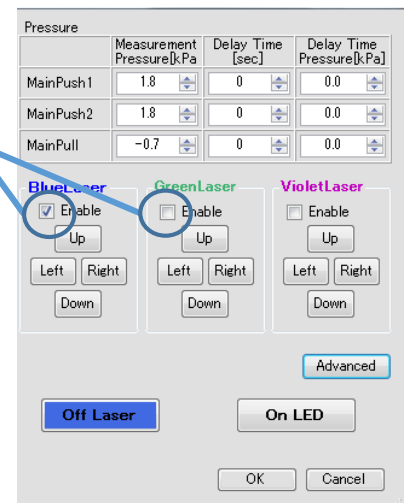 Pressure
Measurement Pressure[kPa Delay Time [sec] Delay Time Pressure[kPa]
MainPush1 1.8 0 0.0
MainPush2 1.8 0 0.0
MainPull -0.7 0 0.0
BlueLaser GreenLaser VioletLaser
Enable Enable Enable
Up Up Up
Left Right Left Right Left Right
Down Down Down
Advanced
Off Laser On LED
OK Cancel